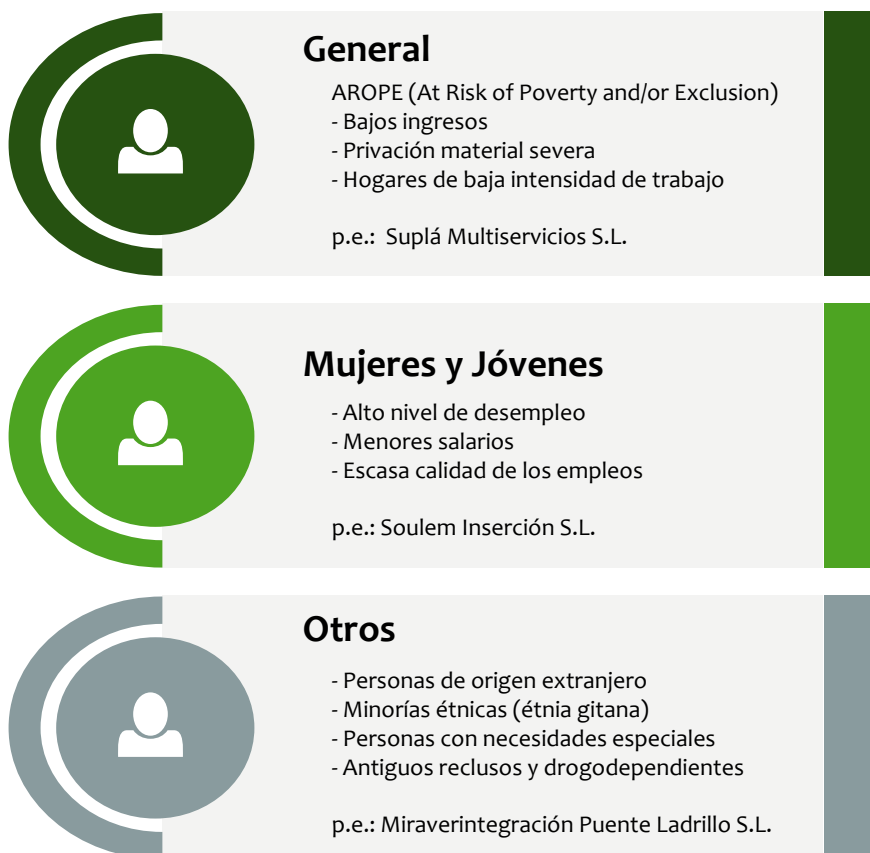 General
AROPE (At Risk of Poverty and/or Exclusion)
- Bajos ingresos
- Privación material severa
- Hogares de baja intensidad de trabajo
p.e.: Suplá Multiservicios S.L.
Mujeres y Jóvenes
- Alto nivel de desempleo
- Menores salarios
- Escasa calidad de los empleos
p.e.: Soulem Inserción S.L.
Otros
- Personas de origen extranjero
- Minorías étnicas (étnia gitana)
- Personas con necesidades especiales
- Antiguos reclusos y drogodependientes
p.e.: Miraverintegración Puente Ladrillo S.L.